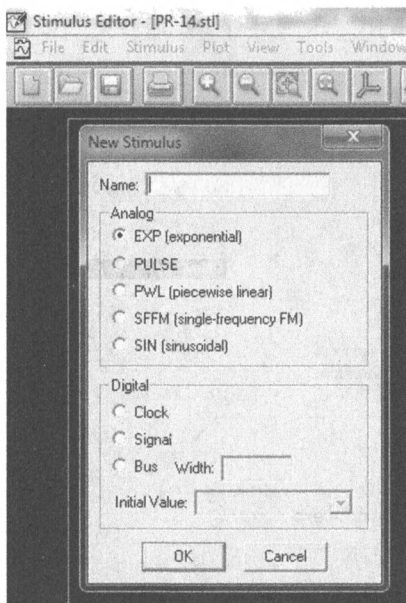 Stimulus Editor - [PR-14.stl]
File Edit Stimulus Plot View Tools Window
New Stimulus
Name:
Analog
EXP (exponential)
PULSE
PWL (piecewise linear)
SFFM (single-frequency FM)
SIN (sinusoidal)
Digital
Clock
Signal
Bus Width:
Initial Value:
OK Cancel